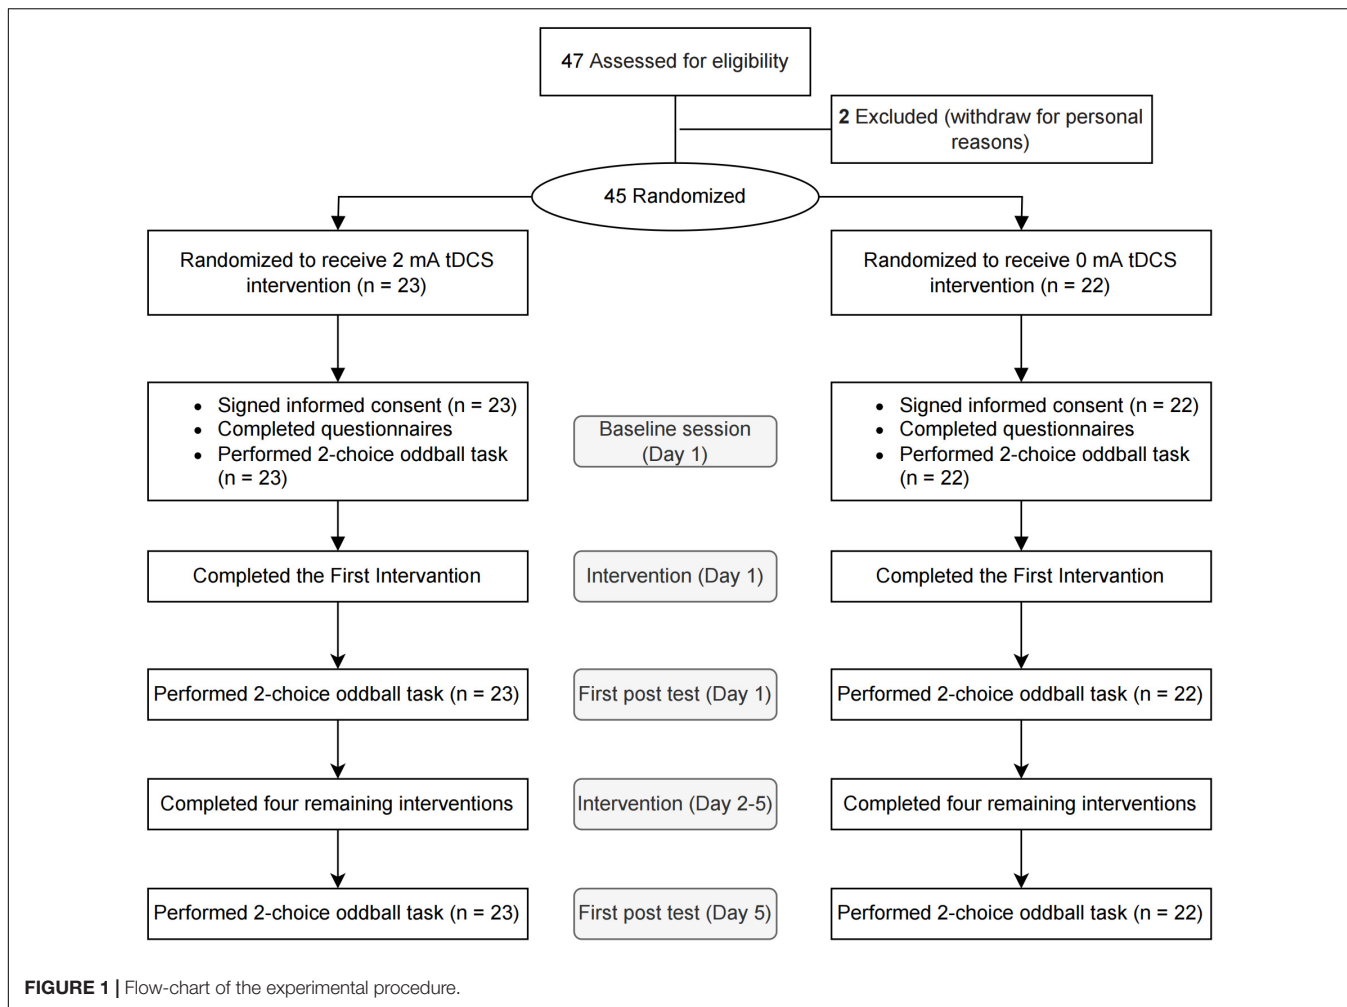 47 Assessed for eligibility
2 Excluded (withdraw for personal
reasons)
45 Randomized
Randomized to receive 2 mA tDCS
intervention (n = 23)
Randomized to receive 0 mA tDCS
intervention (n = 22)
• Signed informed consent (n = 23)
• Completed questionnaires
• Performed 2-choice oddball task
(n = 23)
Baseline session
(Day 1)
• Signed informed consent (n = 22)
• Completed questionnaires
• Performed 2-choice oddball task
(n = 22)
Completed the First Intervantion
Intervention (Day 1)
Completed the First Intervantion
Performed 2-choice oddball task (n = 23)
First post test (Day 1)
Performed 2-choice oddball task (n = 22)
Completed four remaining interventions
Intervention (Day 2-5)
Completed four remaining interventions
Performed 2-choice oddball task (n = 23)
First post test (Day 5)
Performed 2-choice oddball task (n = 22)
FIGURE 1 | Flow-chart of the experimental procedure.